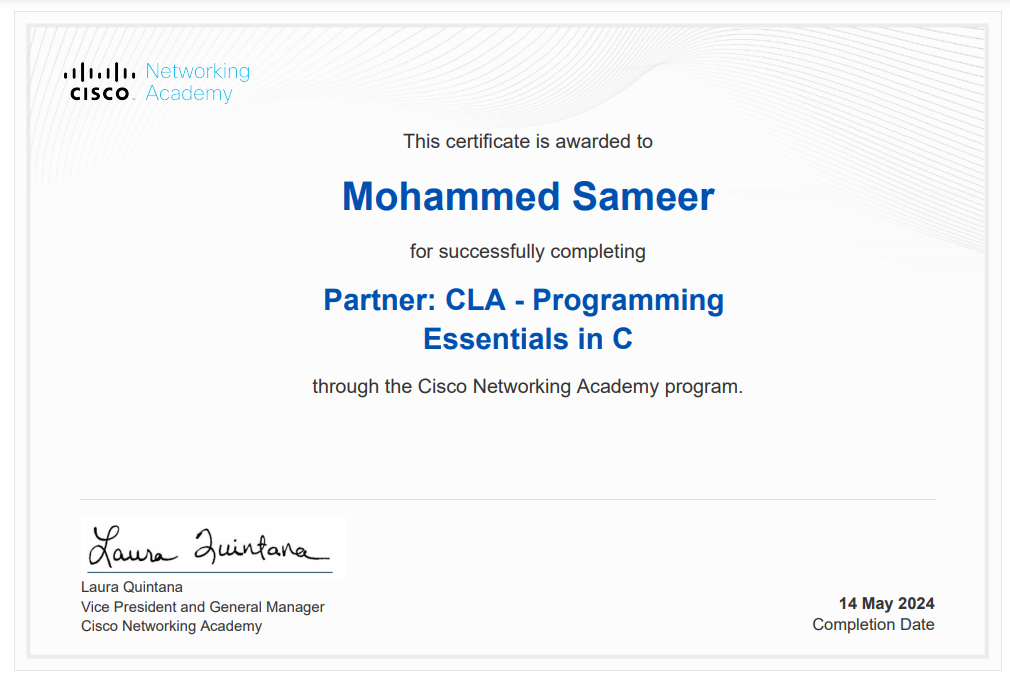 CISCO Networking Academy
This certificate is awarded to
Mohammed Sameer
for successfully completing
Partner: CLA - Programming
Essentials in C
through the Cisco Networking Academy program.
Laura Quintana
Laura Quintana
Vice President and General Manager
Cisco Networking Academy
14 May 2024
Completion Date